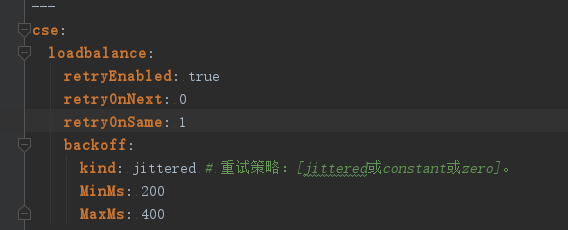 ---
cse:
  loadbalance:
    retryEnabled: true
    retryOnNext: 0
    retryOnSame: 1
    backoff:
      kind: jittered # 重试策略：[jittered或constant或zero]。
      MinMs: 200
      MaxMs: 400